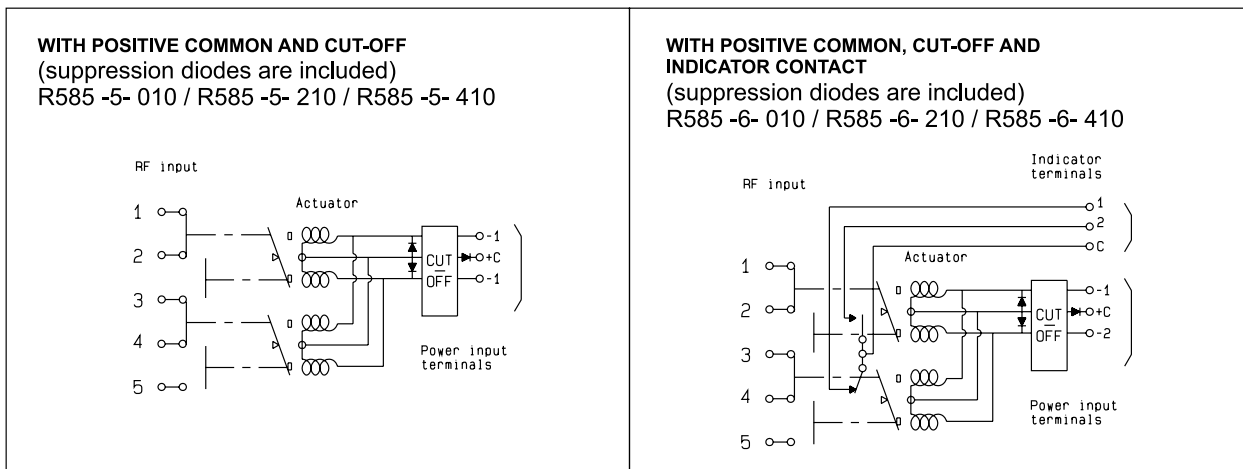 WITH POSITIVE COMMON AND CUT-OFF
(suppression diodes are included)
R585 -5- 010 / R585 -5- 210 / R585 -5- 410
RF input
Actuator
1
2
3
4
5
CUT
OFF
-1
+C
-1
Power input
terminals
WITH POSITIVE COMMON, CUT-OFF AND
INDICATOR CONTACT
(suppression diodes are included)
R585 -6- 010 / R585 -6- 210 / R585 -6- 410
Indicator
terminals
RF input
1
2
C
Actuator
1
2
3
4
5
CUT
OFF
-1
+C
-2
Power input
terminals